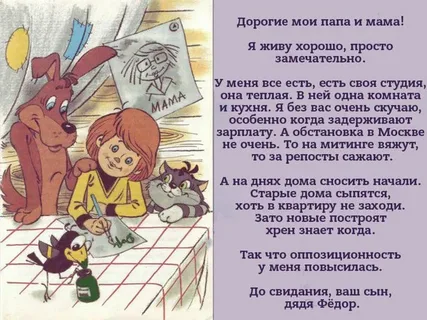 МАМА
Дорогие мои папа и мама!
Я живу хорошо, просто
замечательно.
У меня все есть, есть своя студия,
она теплая. В ней одна комната
и кухня. Я без вас очень скучаю,
особенно когда задерживают
зарплату. А обстановка в Москве
не очень. То на митинге вяжут,
то за репосты сажают.
А на днях дома сносить начали.
Старые дома сыпятся,
хоть в квартиру не заходи.
Зато новые построят
хрен знает когда.
Так что оппозиционность
у меня повысилась.
До свидания, ваш сын,
дядя Фёдор.